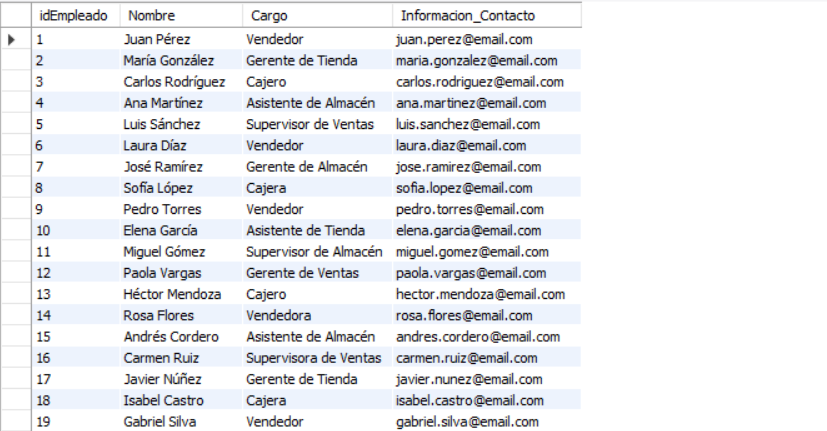 idEmpleado Nombre Cargo Informacion_Contacto
1 Juan Pérez Vendedor juan.perez@email.com
2 María González Gerente de Tienda maria.gonzalez@email.com
3 Carlos Rodríguez Cajero carlos.rodriguez@email.com
4 Ana Martínez Asistente de Almacén ana.martinez@email.com
5 Luis Sánchez Supervisor de Ventas luis.sanchez@email.com
6 Laura Díaz Vendedor laura.diaz@email.com
7 José Ramírez Gerente de Almacén jose.ramirez@email.com
8 Sofía López Cajera sofia.lopez@email.com
9 Pedro Torres Vendedor pedro.torres@email.com
10 Elena García Asistente de Tienda elena.garcia@email.com
11 Miguel Gómez Supervisor de Almacén miguel.gomez@email.com
12 Paola Vargas Gerente de Ventas paola.vargas@email.com
13 Héctor Mendoza Cajero hector.mendoza@email.com
14 Rosa Flores Vendedora rosa.flores@email.com
15 Andrés Cordero Asistente de Almacén andres.cordero@email.com
16 Carmen Ruiz Supervisora de Ventas carmen.ruiz@email.com
17 Javier Núñez Gerente de Tienda javier.nunez@email.com
18 Isabel Castro Cajera isabel.castro@email.com
19 Gabriel Silva Vendedor gabriel.silva@email.com